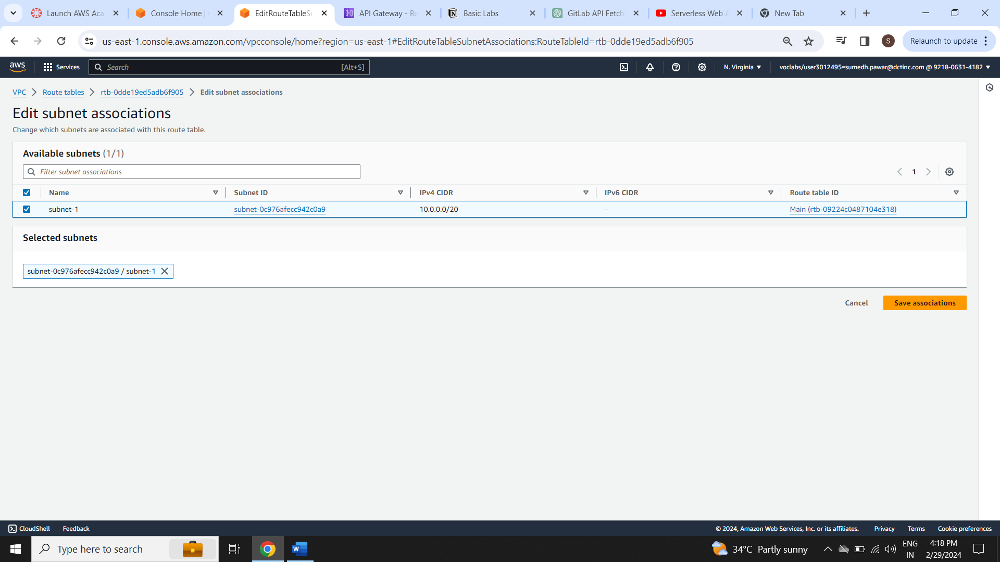 Launch AWS Aca
Console Home |
EditRouteTableSu
API Gateway - Re
Basic Labs
GitLab API Fetch
Serverless Web A
New Tab
us-east-1.console.aws.amazon.com/vpcconsole/home?region=us-east-1#EditRouteTableSubnetAssociations:RouteTableId=rtb-0dde19ed5adb6f905
S
Relaunch to update
aws
Services
Search
[Alt+S]
N. Virginia
voclabs/user3012495=sumedh.pawar@dctinc.com @ 9218-0631-4182
VPC
Route tables
rtb-0dde19ed5adb6f905
Edit subnet associations
Edit subnet associations
Change which subnets are associated with this route table.
Available subnets (1/1)
Filter subnet associations
1
Name
Subnet ID
IPv4 CIDR
IPv6 CIDR
Route table ID
subnet-1
subnet-0c976afecc942c0a9
10.0.0.0/20
–
Main (rtb-09224c0487104e318)
Selected subnets
subnet-0c976afecc942c0a9 / subnet-1
Cancel
Save associations
CloudShell
Feedback
© 2024, Amazon Web Services, Inc. or its affiliates.
Privacy
Terms
Cookie preferences
Type here to search
W
34°C Partly sunny
ENG
IN
4:18 PM
2/29/2024